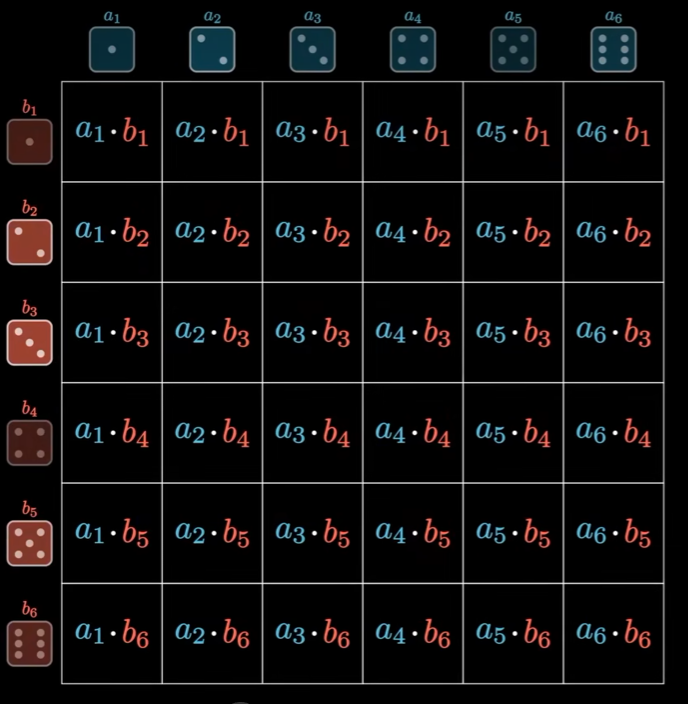 a₁ a₂ a₃ a₄ a₅ a₆
b₁ a₁·b₁ a₂·b₁ a₃·b₁ a₄·b₁ a₅·b₁ a₆·b₁
b₂ a₁·b₂ a₂·b₂ a₃·b₂ a₄·b₂ a₅·b₂ a₆·b₂
b₃ a₁·b₃ a₂·b₃ a₃·b₃ a₄·b₃ a₅·b₃ a₆·b₃
b₄ a₁·b₄ a₂·b₄ a₃·b₄ a₄·b₄ a₅·b₄ a₆·b₄
b₅ a₁·b₅ a₂·b₅ a₃·b₅ a₄·b₅ a₅·b₅ a₆·b₅
b₆ a₁·b₆ a₂·b₆ a₃·b₆ a₄·b₆ a₅·b₆ a₆·b₆